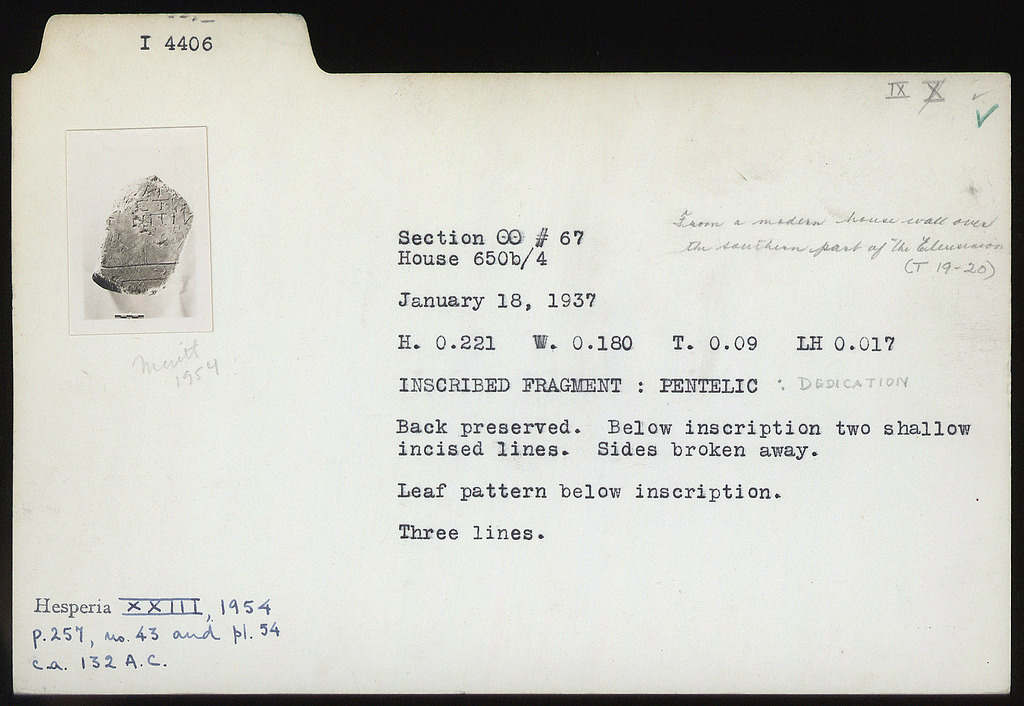 I 4406
IX X
From a modern house wall over
the southern part of the Eleusinion
(T 19-20)
Section OO # 67
House 650b/4
January 18, 1937
H. 0.221 W. 0.180 T. 0.09 LH 0.017
INSCRIBED FRAGMENT : PENTELIC : DEDICATION
Back preserved. Below inscription two shallow
incised lines. Sides broken away.
Leaf pattern below inscription.
Three lines.
Meritt
1954
Hesperia XXIII, 1954
p.257, no. 43 and pl. 54
ca. 132 A.C.